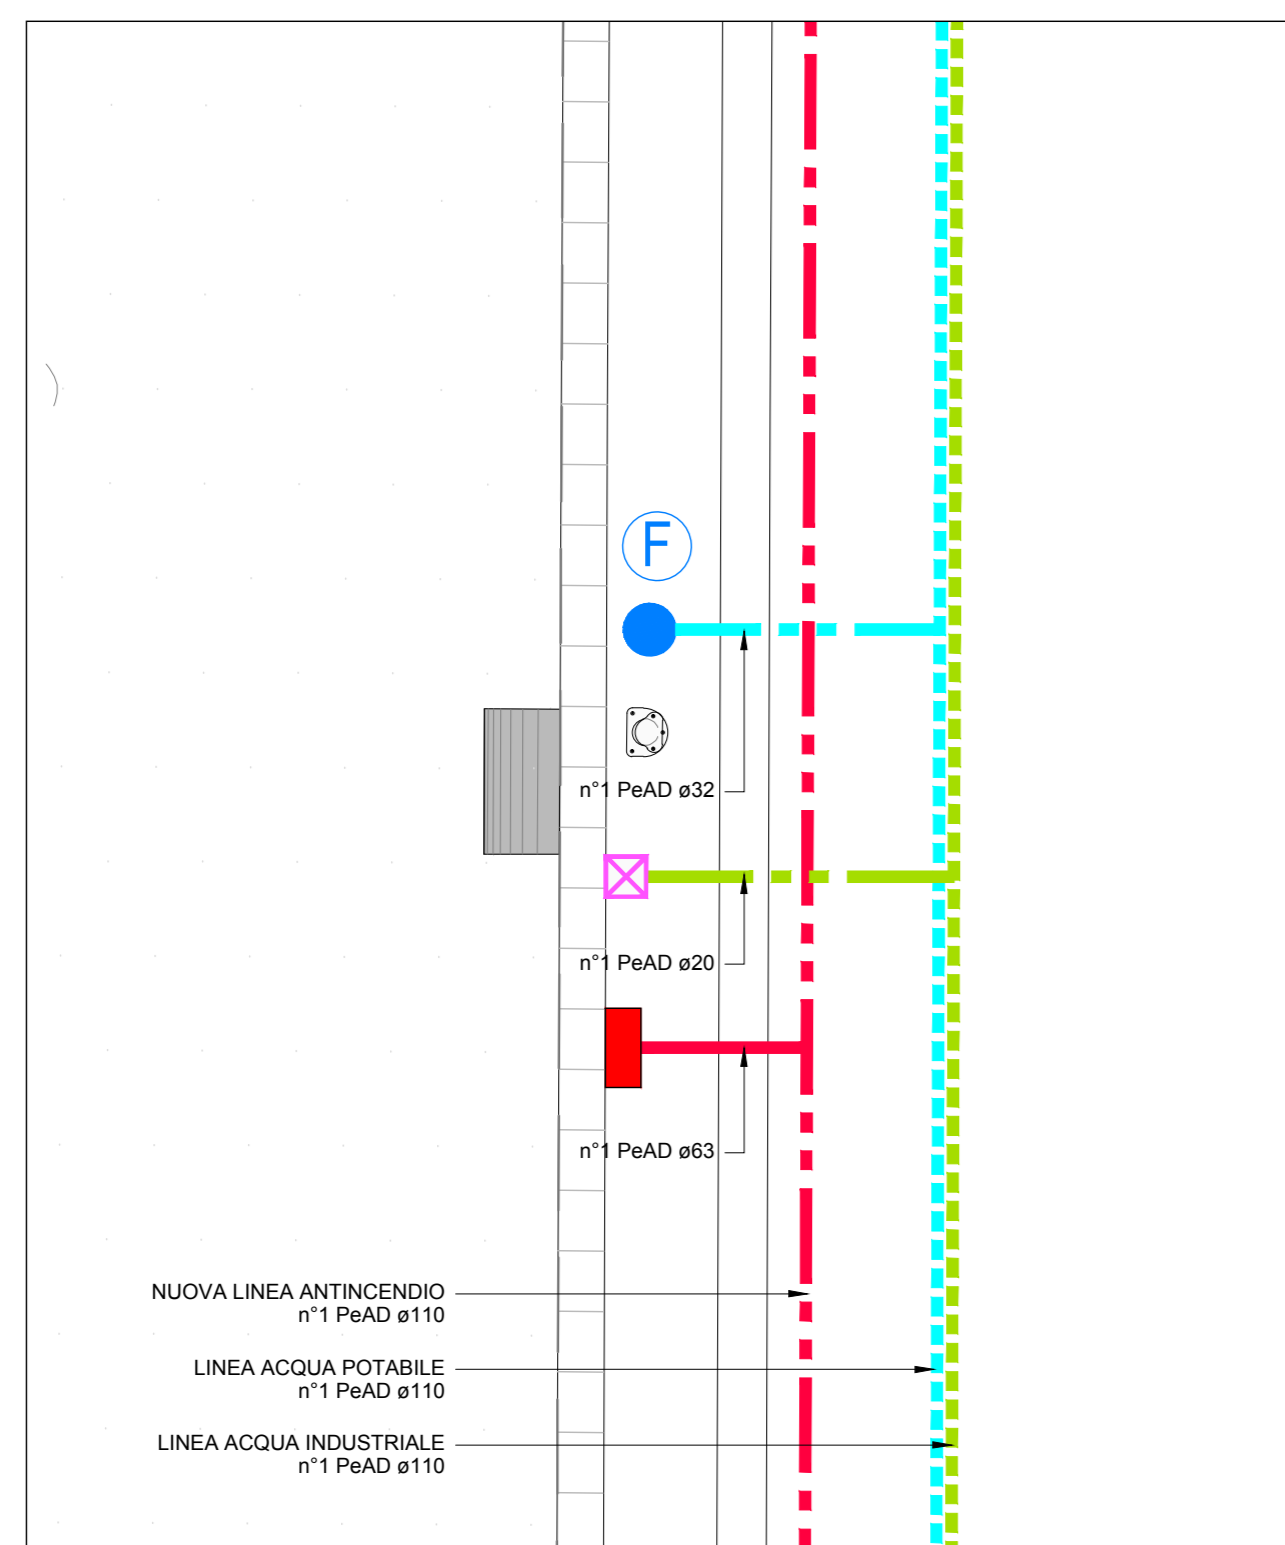 F
n°1 PeAD ø32
n°1 PeAD ø20
n°1 PeAD ø63
NUOVA LINEA ANTINCENDIO
n°1 PeAD ø110
LINEA ACQUA POTABILE
n°1 PeAD ø110
LINEA ACQUA INDUSTRIALE
n°1 PeAD ø110